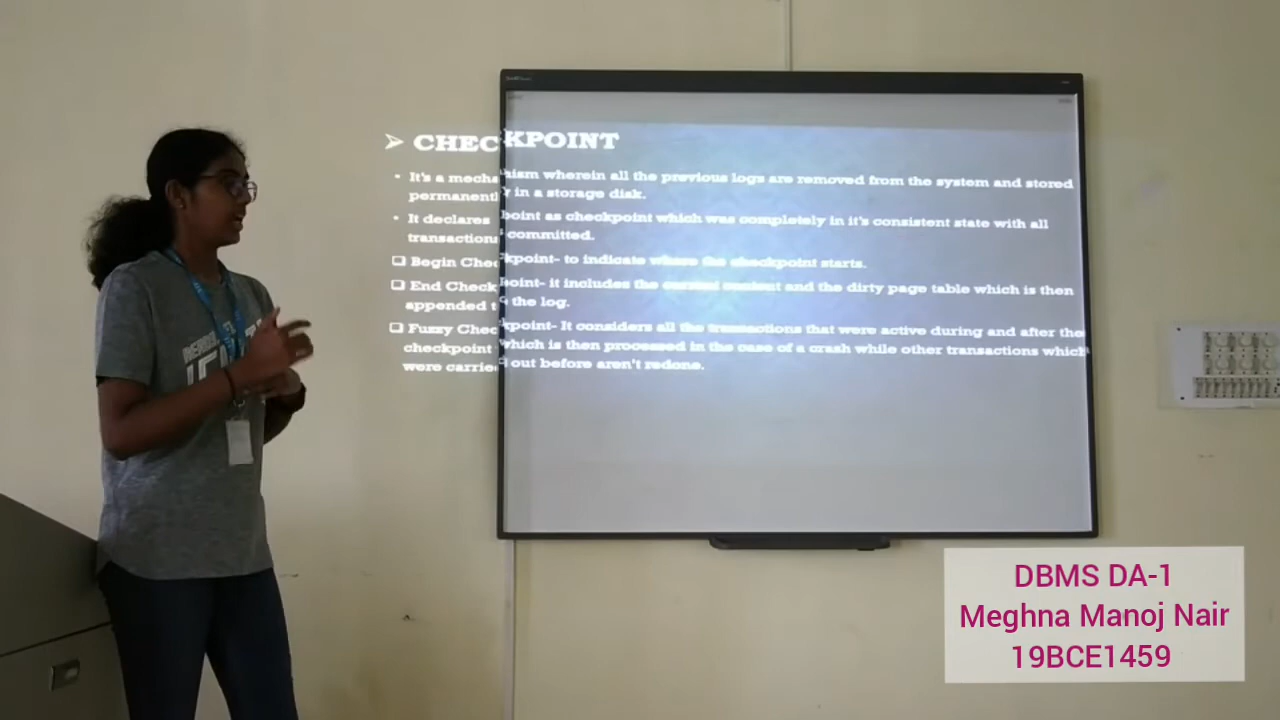 ➢ CHECKPOINT
• It's a mechanism wherein all the previous logs are removed from the system and stored
permanently in a storage disk.
• It declares point as checkpoint which was completely in it's consistent state with all
transactions committed.
❑ Begin Checkpoint- to indicate where the checkpoint starts.
❑ End Checkpoint- it includes the current content and the dirty page table which is then
appended to the log.
❑ Fuzzy Checkpoint- It considers all the transactions that were active during and after the
checkpoint which is then processed in the case of a crash while other transactions which
were carried out before aren't redone.
DBMS DA-1
Meghna Manoj Nair
19BCE1459